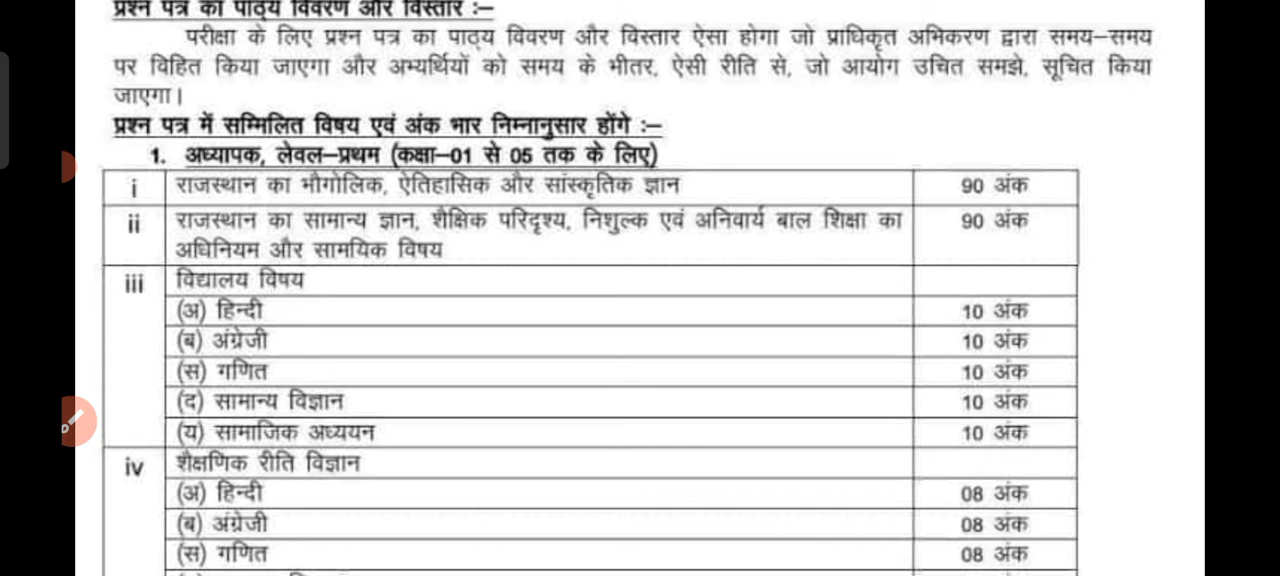 प्रश्न पत्र का पाठ्य विवरण और विस्तार :–
परीक्षा के लिए प्रश्न पत्र का पाठ्य विवरण और विस्तार ऐसा होगा जो प्राधिकृत अभिकरण द्वारा समय–समय
पर विहित किया जाएगा और अभ्यर्थियों को समय के भीतर, ऐसी रीति से, जो आयोग उचित समझे, सूचित किया
जाएगा।
प्रश्न पत्र में सम्मिलित विषय एवं अंक भार निम्नानुसार होंगे :–
1. अध्यापक, लेवल–प्रथम (कक्षा–01 से 05 तक के लिए)
i राजस्थान का भौगोलिक, ऐतिहासिक और सांस्कृतिक ज्ञान 90 अंक
ii राजस्थान का सामान्य ज्ञान, शैक्षिक परिदृश्य, निशुल्क एवं अनिवार्य बाल शिक्षा का 90 अंक
अधिनियम और सामयिक विषय
iii विद्यालय विषय
(अ) हिन्दी 10 अंक
(ब) अंग्रेजी 10 अंक
(स) गणित 10 अंक
(द) सामान्य विज्ञान 10 अंक
(य) सामाजिक अध्ययन 10 अंक
iv शैक्षणिक रीति विज्ञान
(अ) हिन्दी 08 अंक
(ब) अंग्रेजी 08 अंक
(स) गणित 08 अंक